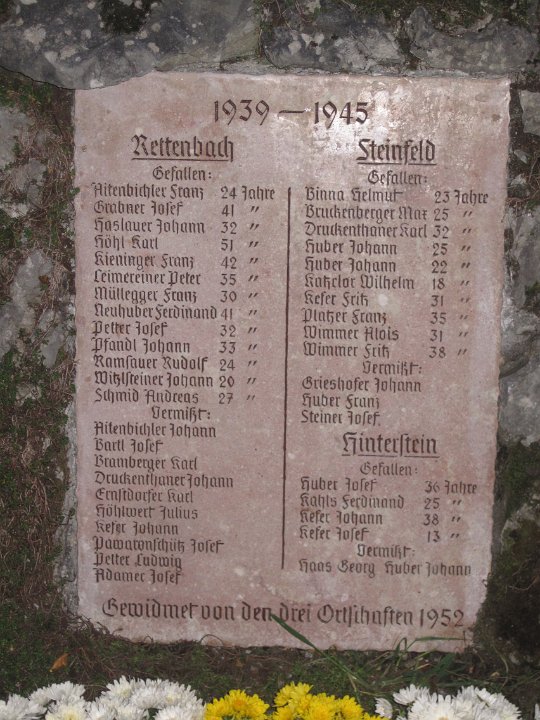 1939 — 1945
Rettenbach
Gefallen:
Aitenbichler Franz 24 Jahre
Grabner Josef 41 "
Haslauer Johann 32 "
Höhl Karl 51 "
Kieninger Franz 42 "
Leimereiner Peter 35 "
Müllegger Franz 30 "
Neuhuber Ferdinand 41 "
Petter Josef 32 "
Pfandl Johann 33 "
Ramsauer Rudolf 24 "
Witzlsteiner Johann 20 "
Schmid Andreas 27 "
Vermißt:
Aitenbichler Johann
Bartl Josef
Bramberger Karl
Druckenthaner Johann
Ernstdorfer Karl
Höhlwert Julius
Kefer Johann
Pawaronschütz Josef
Petter Ludwig
Adamer Josef
Steinfeld
Gefallen:
Binna Helmut 23 Jahre
Bruckenberger Max 25 "
Druckenthaner Karl 32 "
Huber Johann 25 "
Huber Johann 22 "
Katzlor Wilhelm 18 "
Kefer Fritz 31 "
Platzer Franz 35 "
Wimmer Alois 31 "
Wimmer Fritz 38 "
Vermißt:
Grieshofer Johann
Huber Franz
Steiner Josef.
Hinterstein
Gefallen:
Huber Josef 36 Jahre
Kahls Ferdinand 25 "
Kefer Johann 38 "
Kefer Josef 13 "
Vermißt:
Haas Georg Huber Johann
Gewidmet von den drei Ortschaften 1952